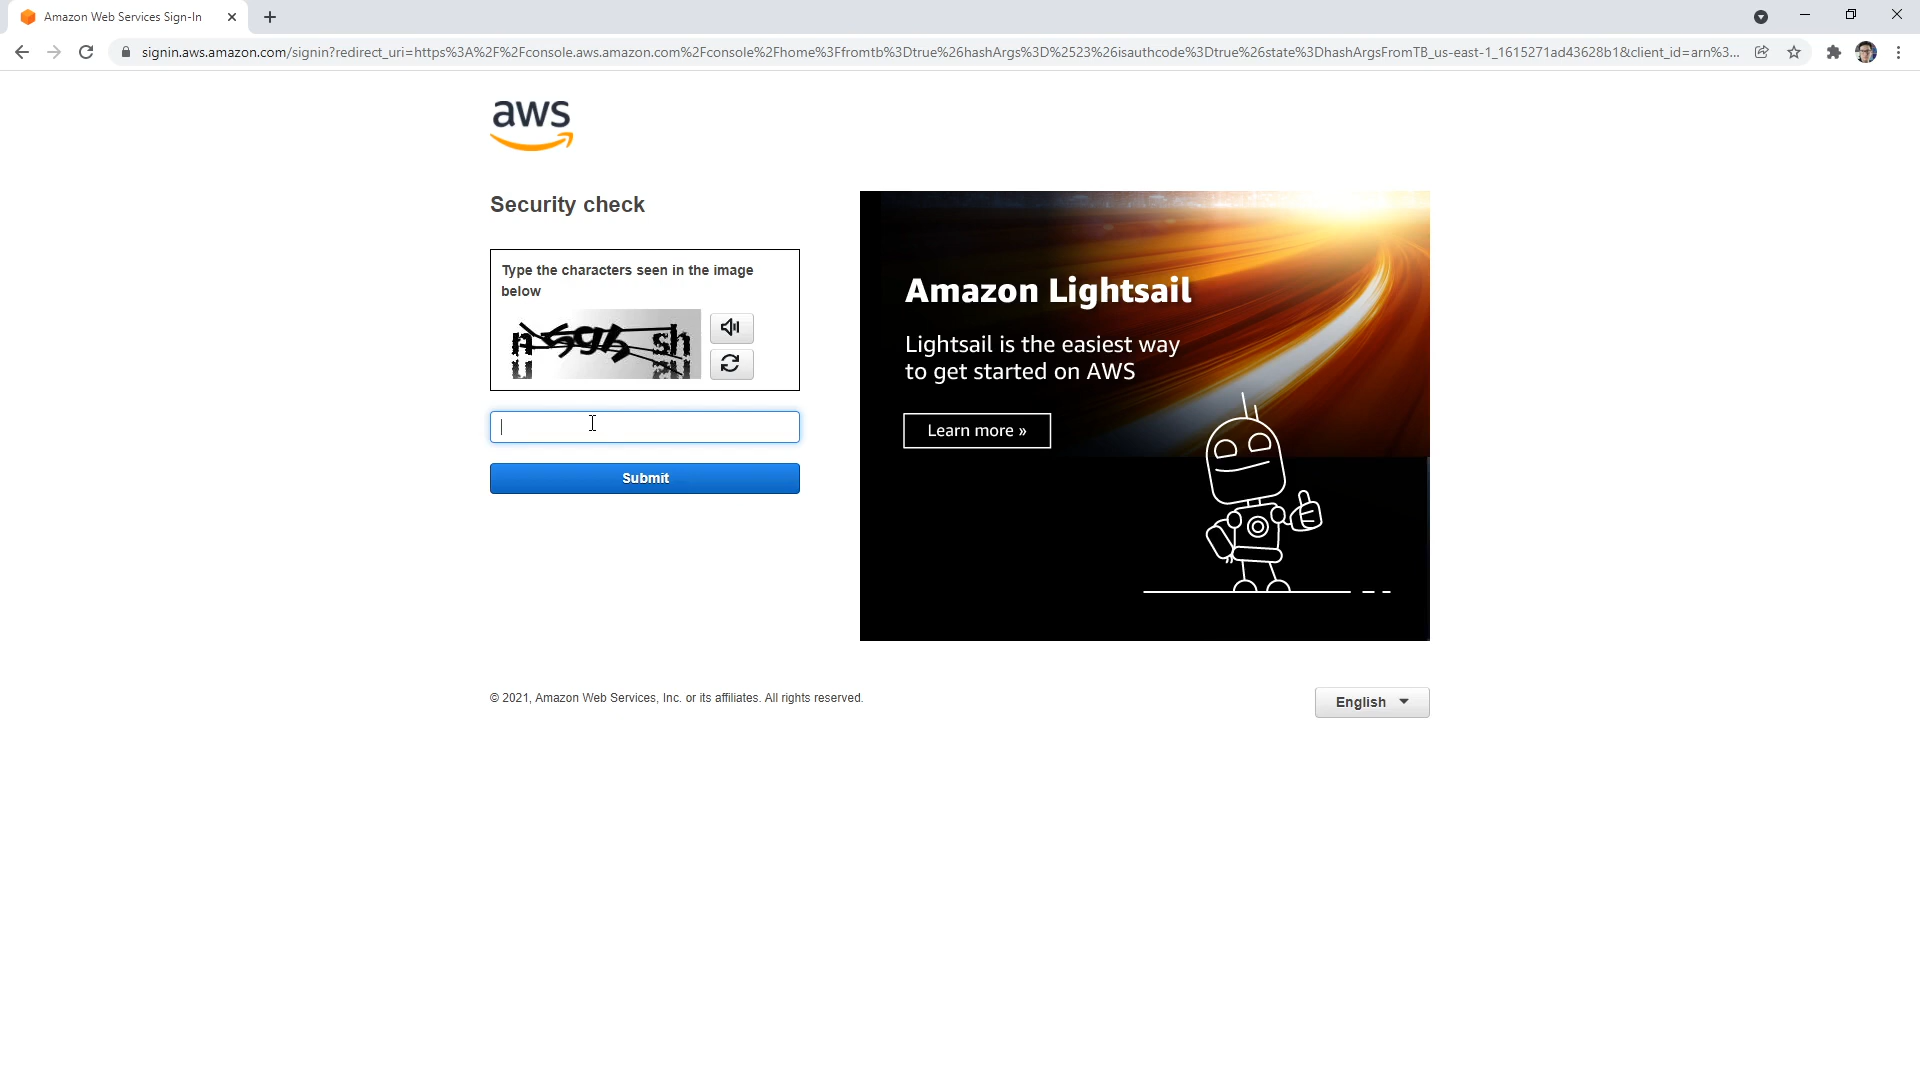 Amazon Web Services Sign-In
signin.aws.amazon.com/signin?redirect_uri=https%3A%2F%2Fconsole.aws.amazon.com%2Fconsole%2Fhome%3Ffromtb%3Dtrue%26hashArgs%3D%2523%26isauthcode%3Dtrue%26state%3DhashArgsFromTB_us-east-1_1615271ad43628b1&client_id=arn%3...
aws
Security check
Type the characters seen in the image
below
Submit
Amazon Lightsail
Lightsail is the easiest way
to get started on AWS
Learn more »
© 2021, Amazon Web Services, Inc. or its affiliates. All rights reserved.
English